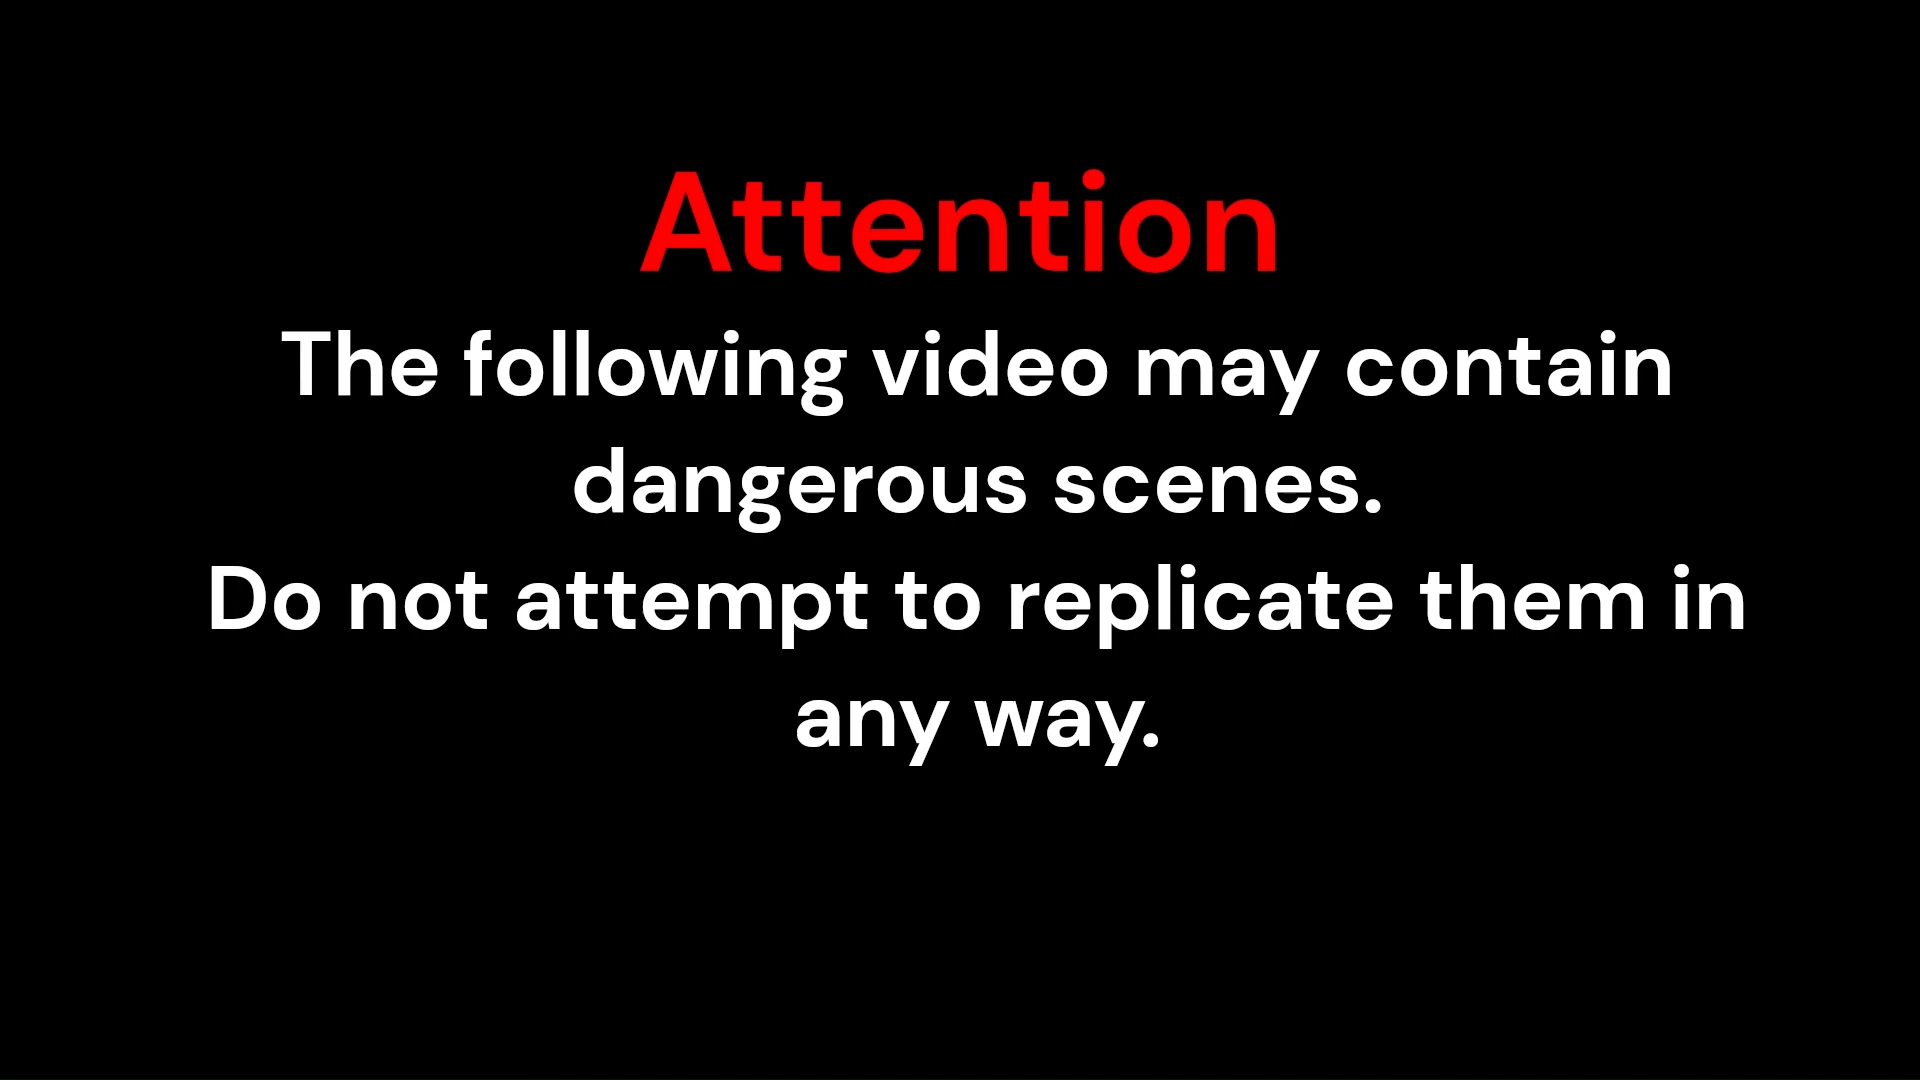 Attention
The following video may contain
dangerous scenes.
Do not attempt to replicate them in
any way.